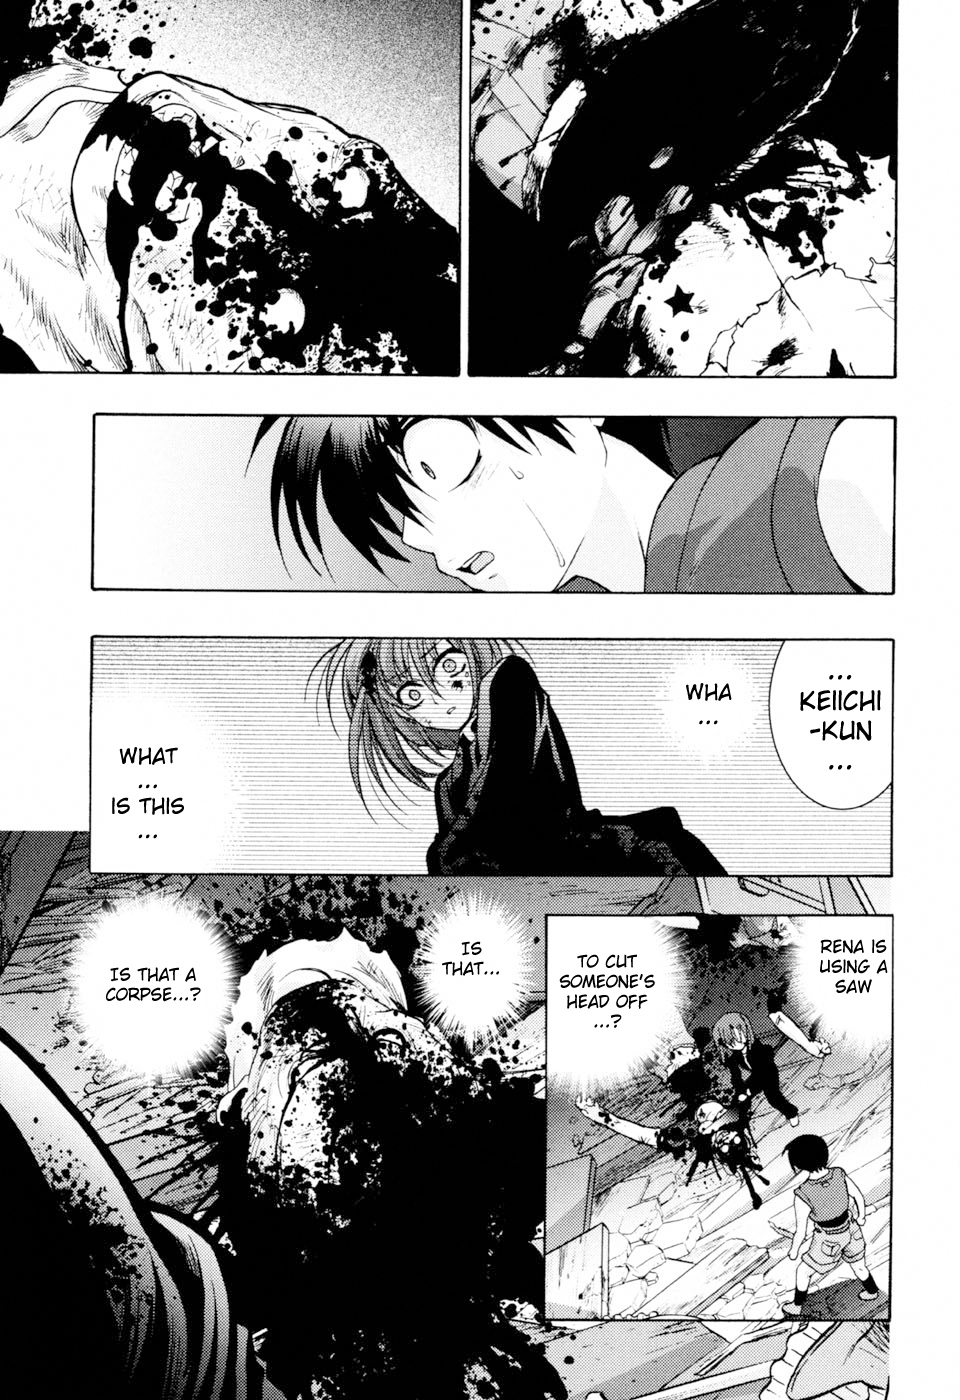 ...
KEIICHI
-KUN
...
WHA
...
WHAT
...
IS THIS
...
RENA IS
USING A
SAW
TO CUT
SOMEONE'S
HEAD OFF
...?
IS
THAT...
IS THAT A
CORPSE...?